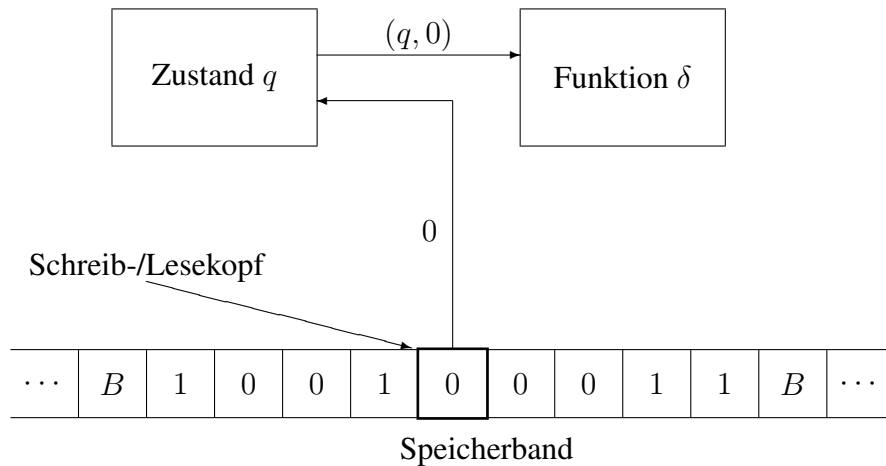 (q, 0)
Zustand q
Funktion δ
0
Schreib-/Lesekopf
··· B 1 0 0 1 0 0 0 1 1 B ···
Speicherband